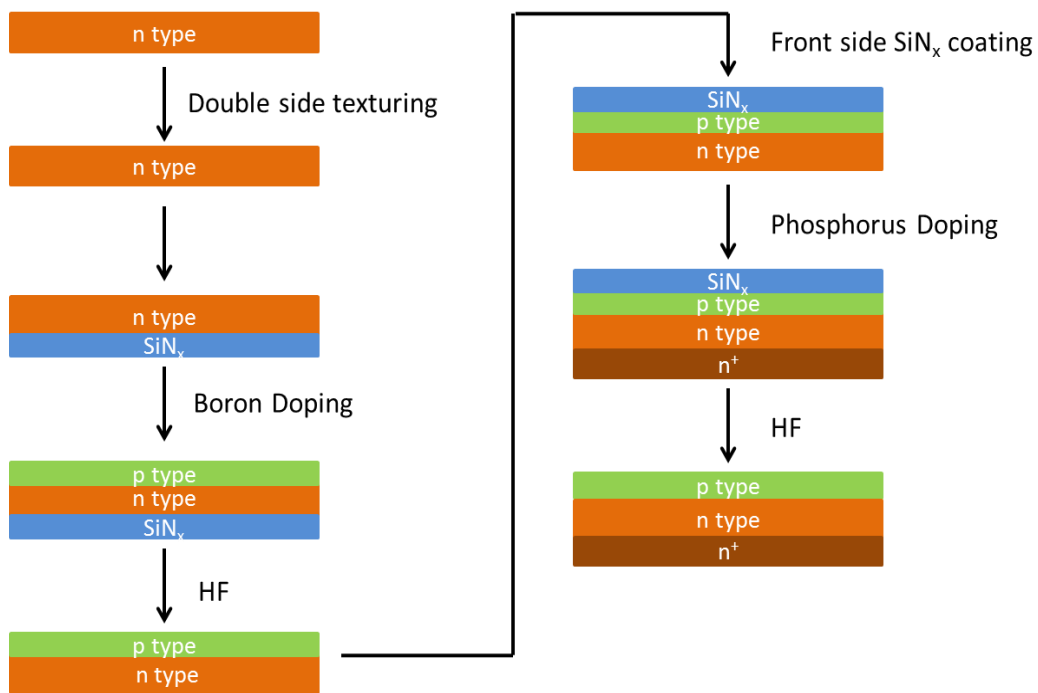 n type
Double side texturing
n type
n type
SiNₓ
Boron Doping
p type
n type
SiNₓ
HF
p type
n type
Front side SiNₓ coating
SiNₓ
p type
n type
Phosphorus Doping
SiNₓ
p type
n type
n⁺
HF
p type
n type
n⁺